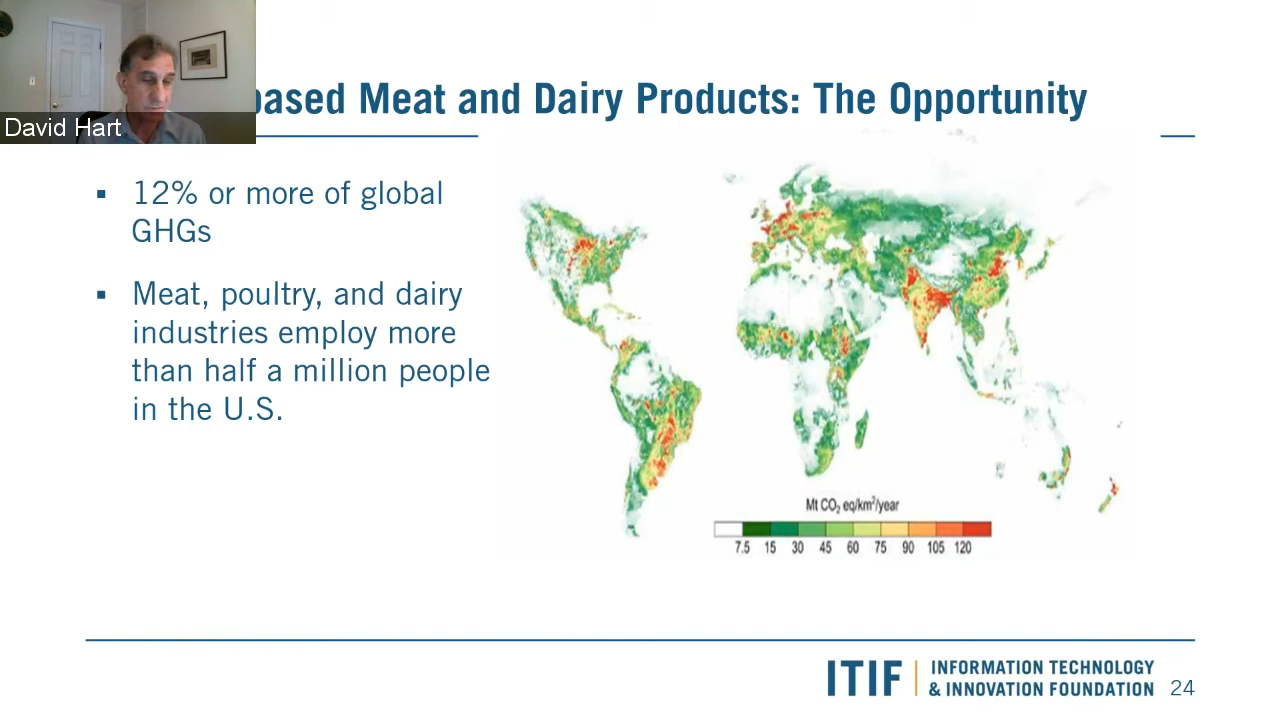 David Hart
based Meat and Dairy Products: The Opportunity
▪ 12% or more of global
GHGs
▪ Meat, poultry, and dairy
industries employ more
than half a million people
in the U.S.
Mt CO₂ eq/km²/year
7.5 15 30 45 60 75 90 105 120
ITIF | INFORMATION TECHNOLOGY
& INNOVATION FOUNDATION
24